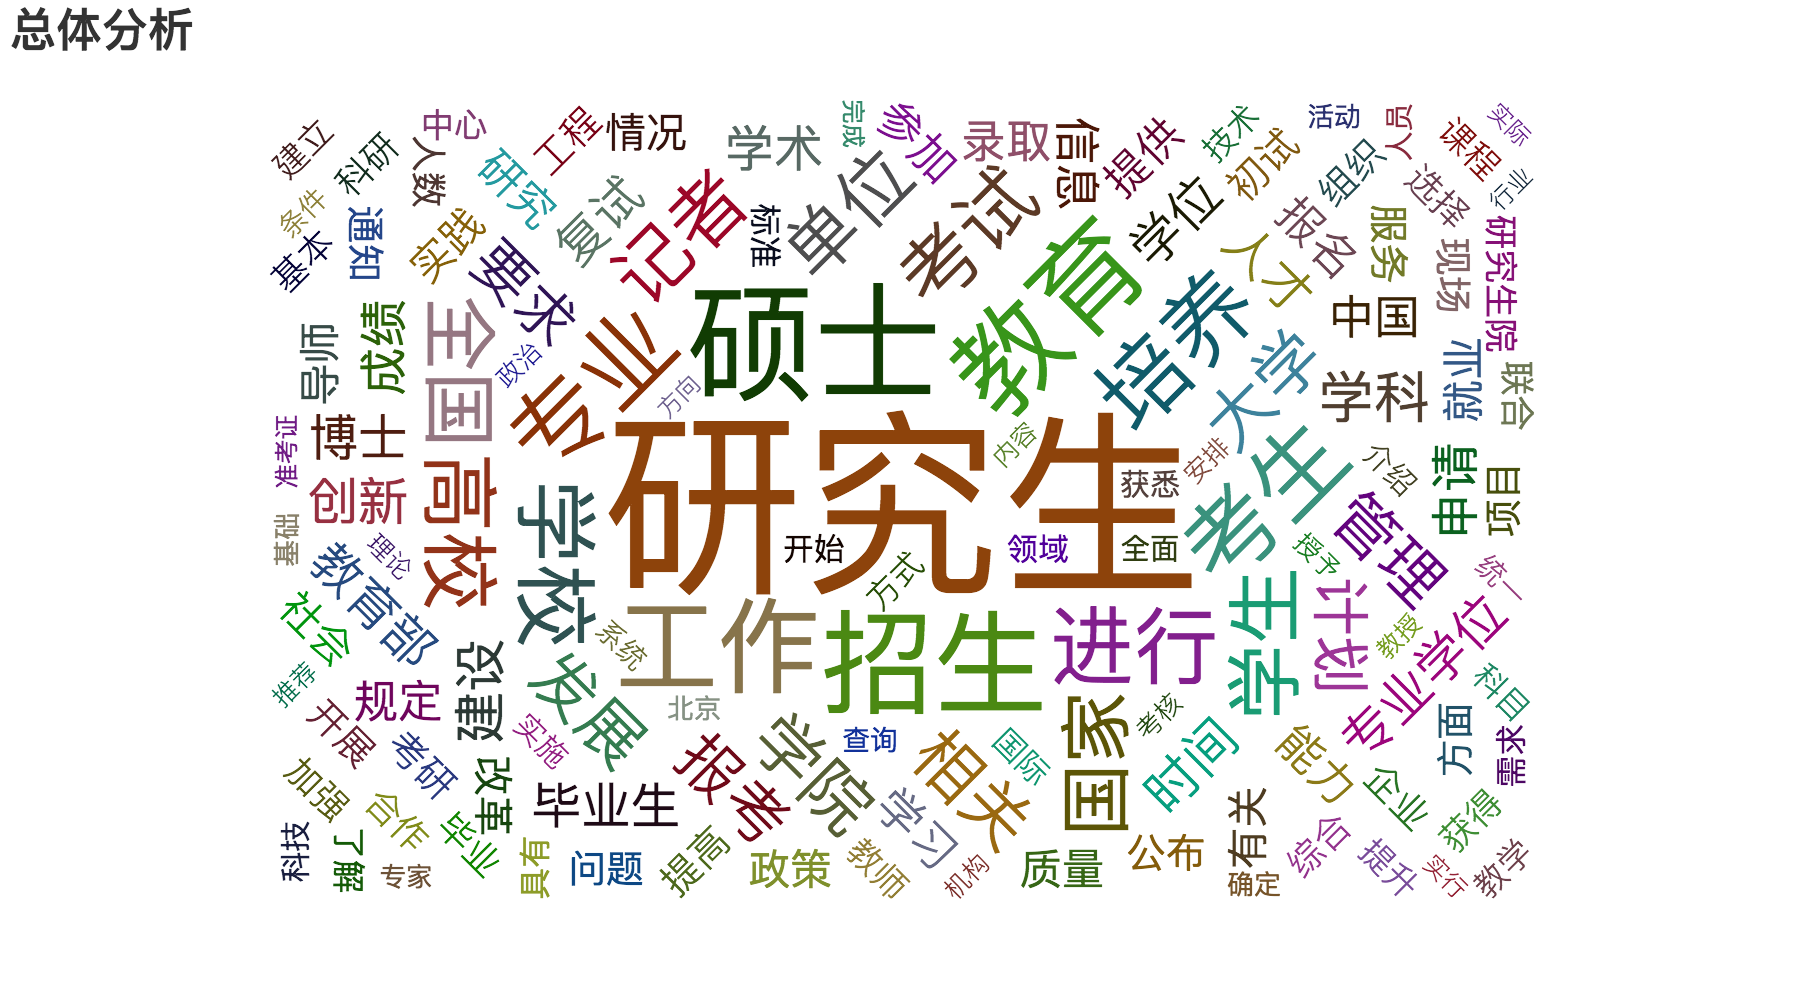 总体分析
建立
科研
中心
人数
研究
工程
情况
学术
完成
参加
录取
信息
提供
技术
初试
活动
组织
人员
课程
实际
行业
选择
条件
基本
通知
实践
要求
复试
记者
标准
单位
考试
教育
学位
人才
报名
服务
现场
研究生院
导师
成绩
全国
政治
专业
方向
硕士
培养
大学
中国
学科
就业
联合
准考证
博士
创新
高校
学校
研究生
内容
获悉
安排
考生
介绍
申请
项目
管理
基础
理论
教育部
开始
领域
全面
方式
授予
统一
社会
推荐
系统
工作
招生
进行
学生
计划
教授
专业学位
科目
规定
建设
发展
北京
国家
考核
时间
能力
方面
需求
开展
考研
实施
改革
报考
学院
查询
相关
国际
企业
获得
加强
合作
毕业
毕业生
学习
科技
了解
专家
具有
问题
提高
政策
教师
机构
质量
公布
有关
确定
综合
提升
实行
教学